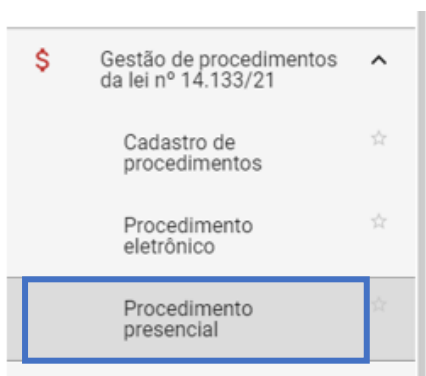 $ Gestão de procedimentos
da lei nº 14.133/21
Cadastro de
procedimentos
Procedimento
eletrônico
Procedimento
presencial